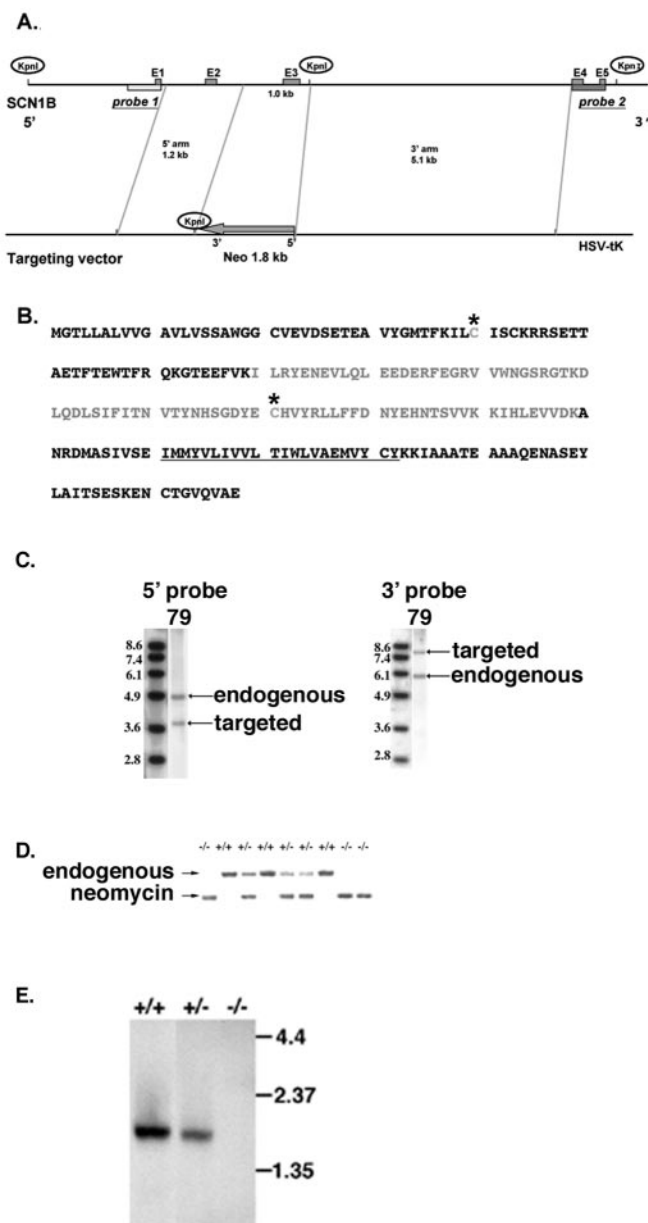 A.
KpnI
E1
E2
E3
KpnI
E4
E5
Kpn I
SCN1B
probe 1
1.0 kb
probe 2
5'
3'
5' arm
1.2 kb
3' arm
5.1 kb
KpnI
3'
5'
HSV-tK
Targeting vector
Neo 1.8 kb
B.
* 
MGTLLALVVG AVLVSSAWGG CVEVDSETEA VYGMTFKILC ISCKRRSETT
AETFTEWTFR QKGTEEFVKI LRYENEVLQL EEDERFEGRV VWNGSRGTKD
*
LQDLSIFITN VTYNHSGDYE CHVYRLLFFD NYEHNTSVVK KIHLEVVDKA
NRDMASIVSE IMMYVLIVVL TIWLVAEMVY CYKKIAAATE AAAQENASEY
LAITSESKEN CTGVQVAE
C.
5' probe
79
8.6
7.4
6.1
4.9
3.6
2.8
endogenous
targeted
3' probe
79
8.6
7.4
6.1
4.9
3.6
2.8
targeted
endogenous
D.
-/- +/+ +/- +/+ +/- +/- +/+ -/- -/-
endogenous
neomycin
E.
+/+ +/- -/-
4.4
2.37
1.35